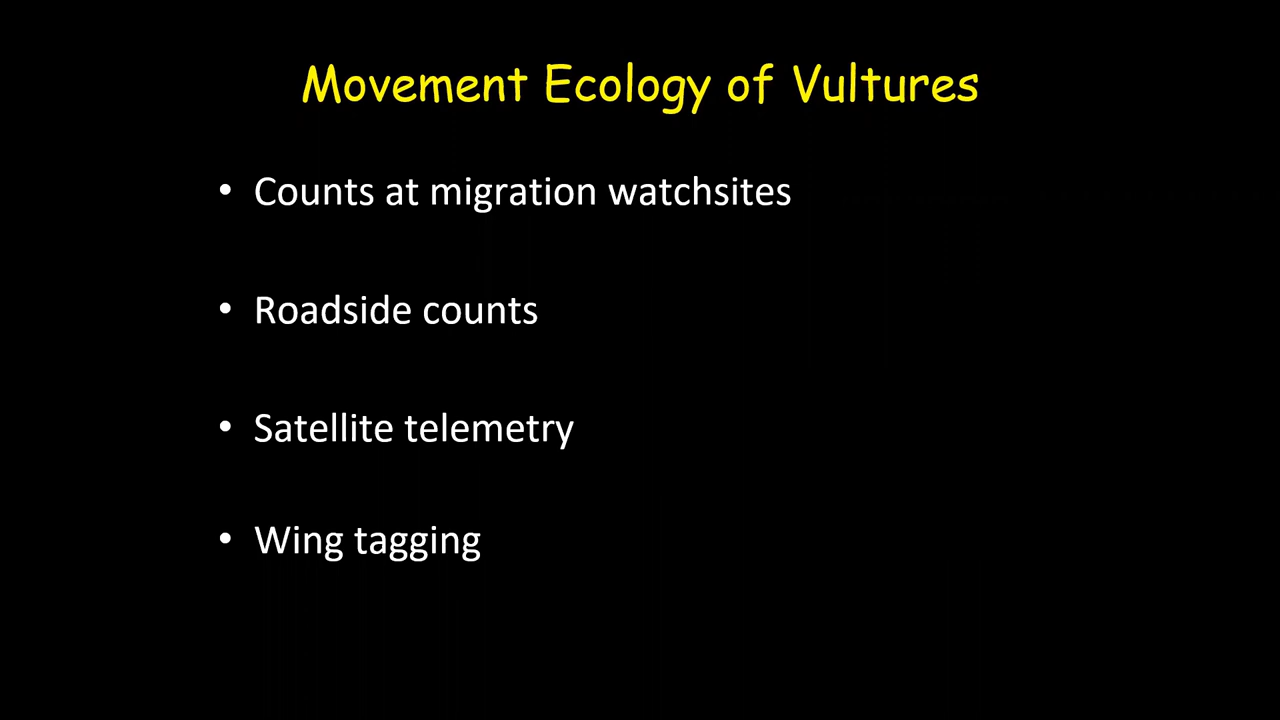 Movement Ecology of Vultures
• Counts at migration watchsites
• Roadside counts
• Satellite telemetry
• Wing tagging